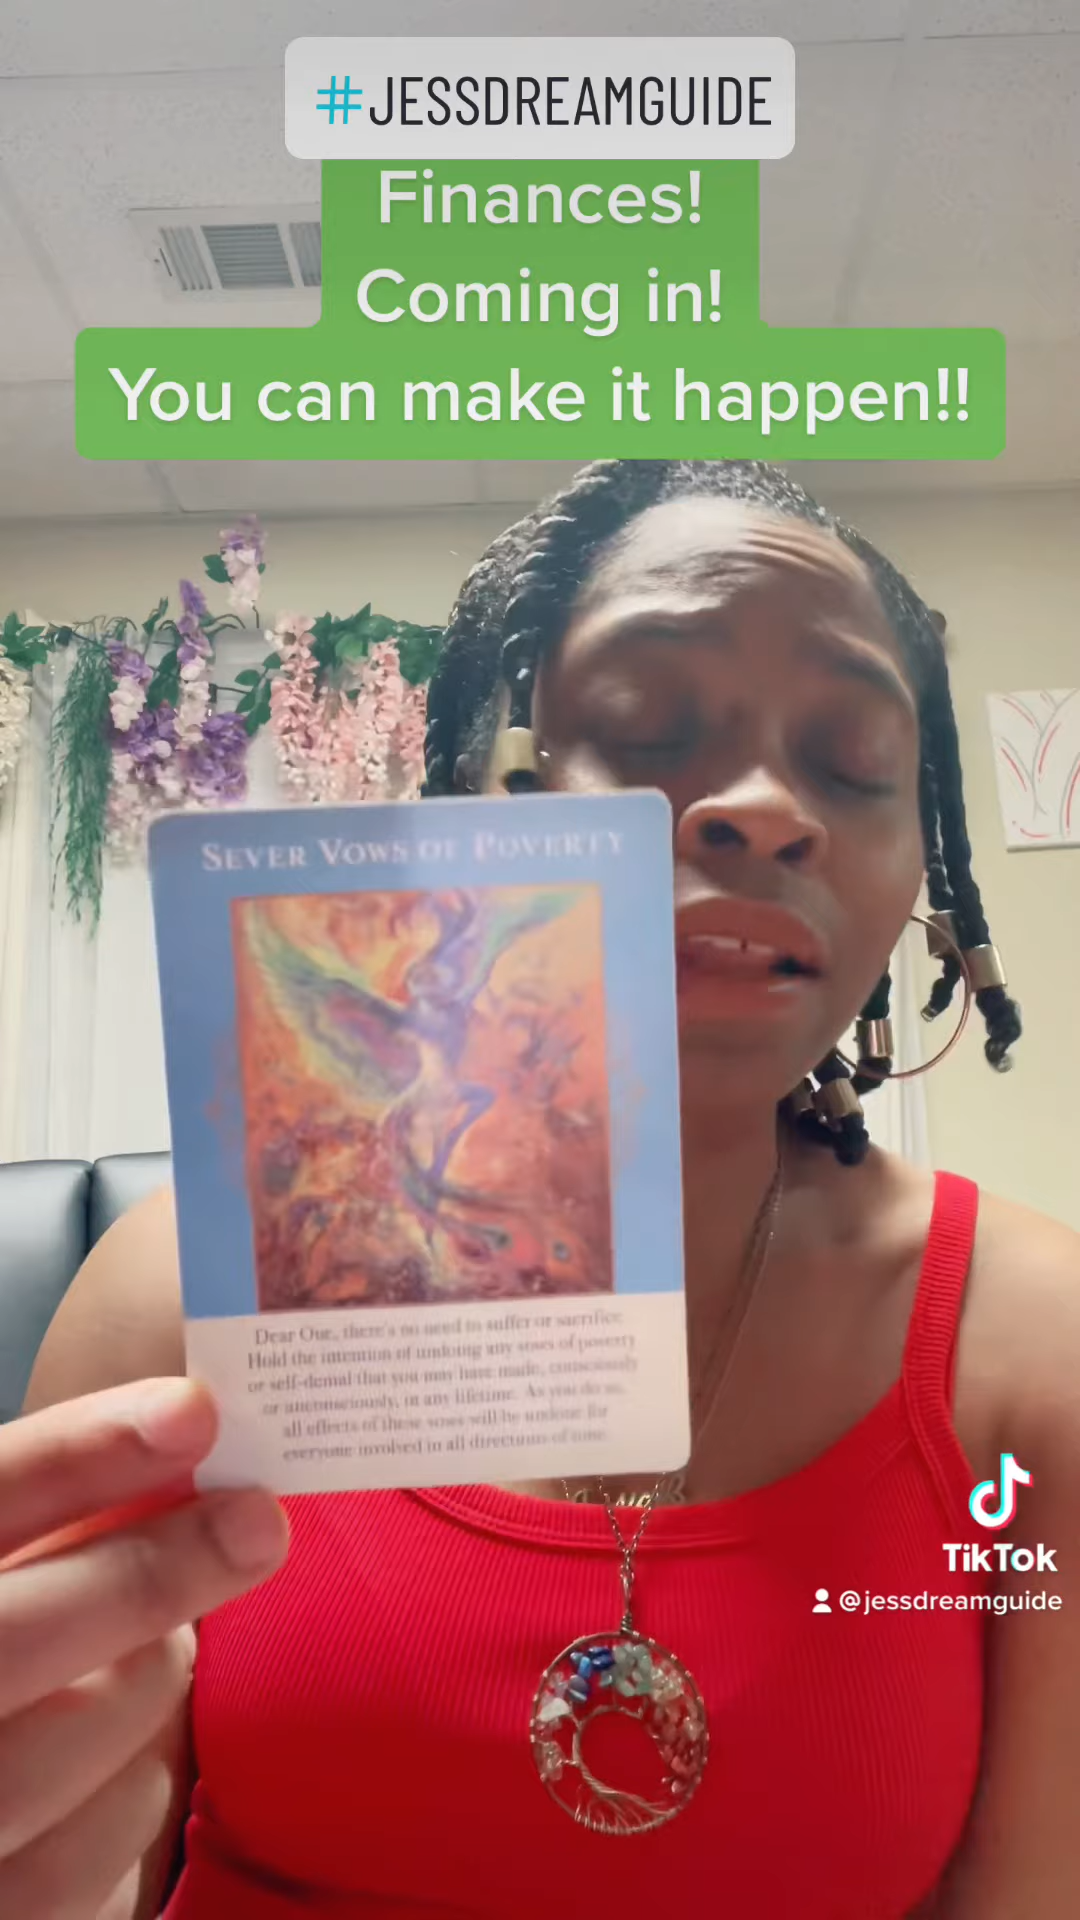 #JESSDREAMGUIDE
Finances!
Coming in!
You can make it happen!!
SEVER VOWS OF POVERTY
Dear One, there's no need to suffer or sacrifice.
Hold the intention of undoing any vows of poverty
or self-denial that you may have made, consciously
or unconsciously, in any lifetime. As you do so,
all effects of these vows will be undone for
everyone involved in all directions of time.
TikTok
@jessdreamguide